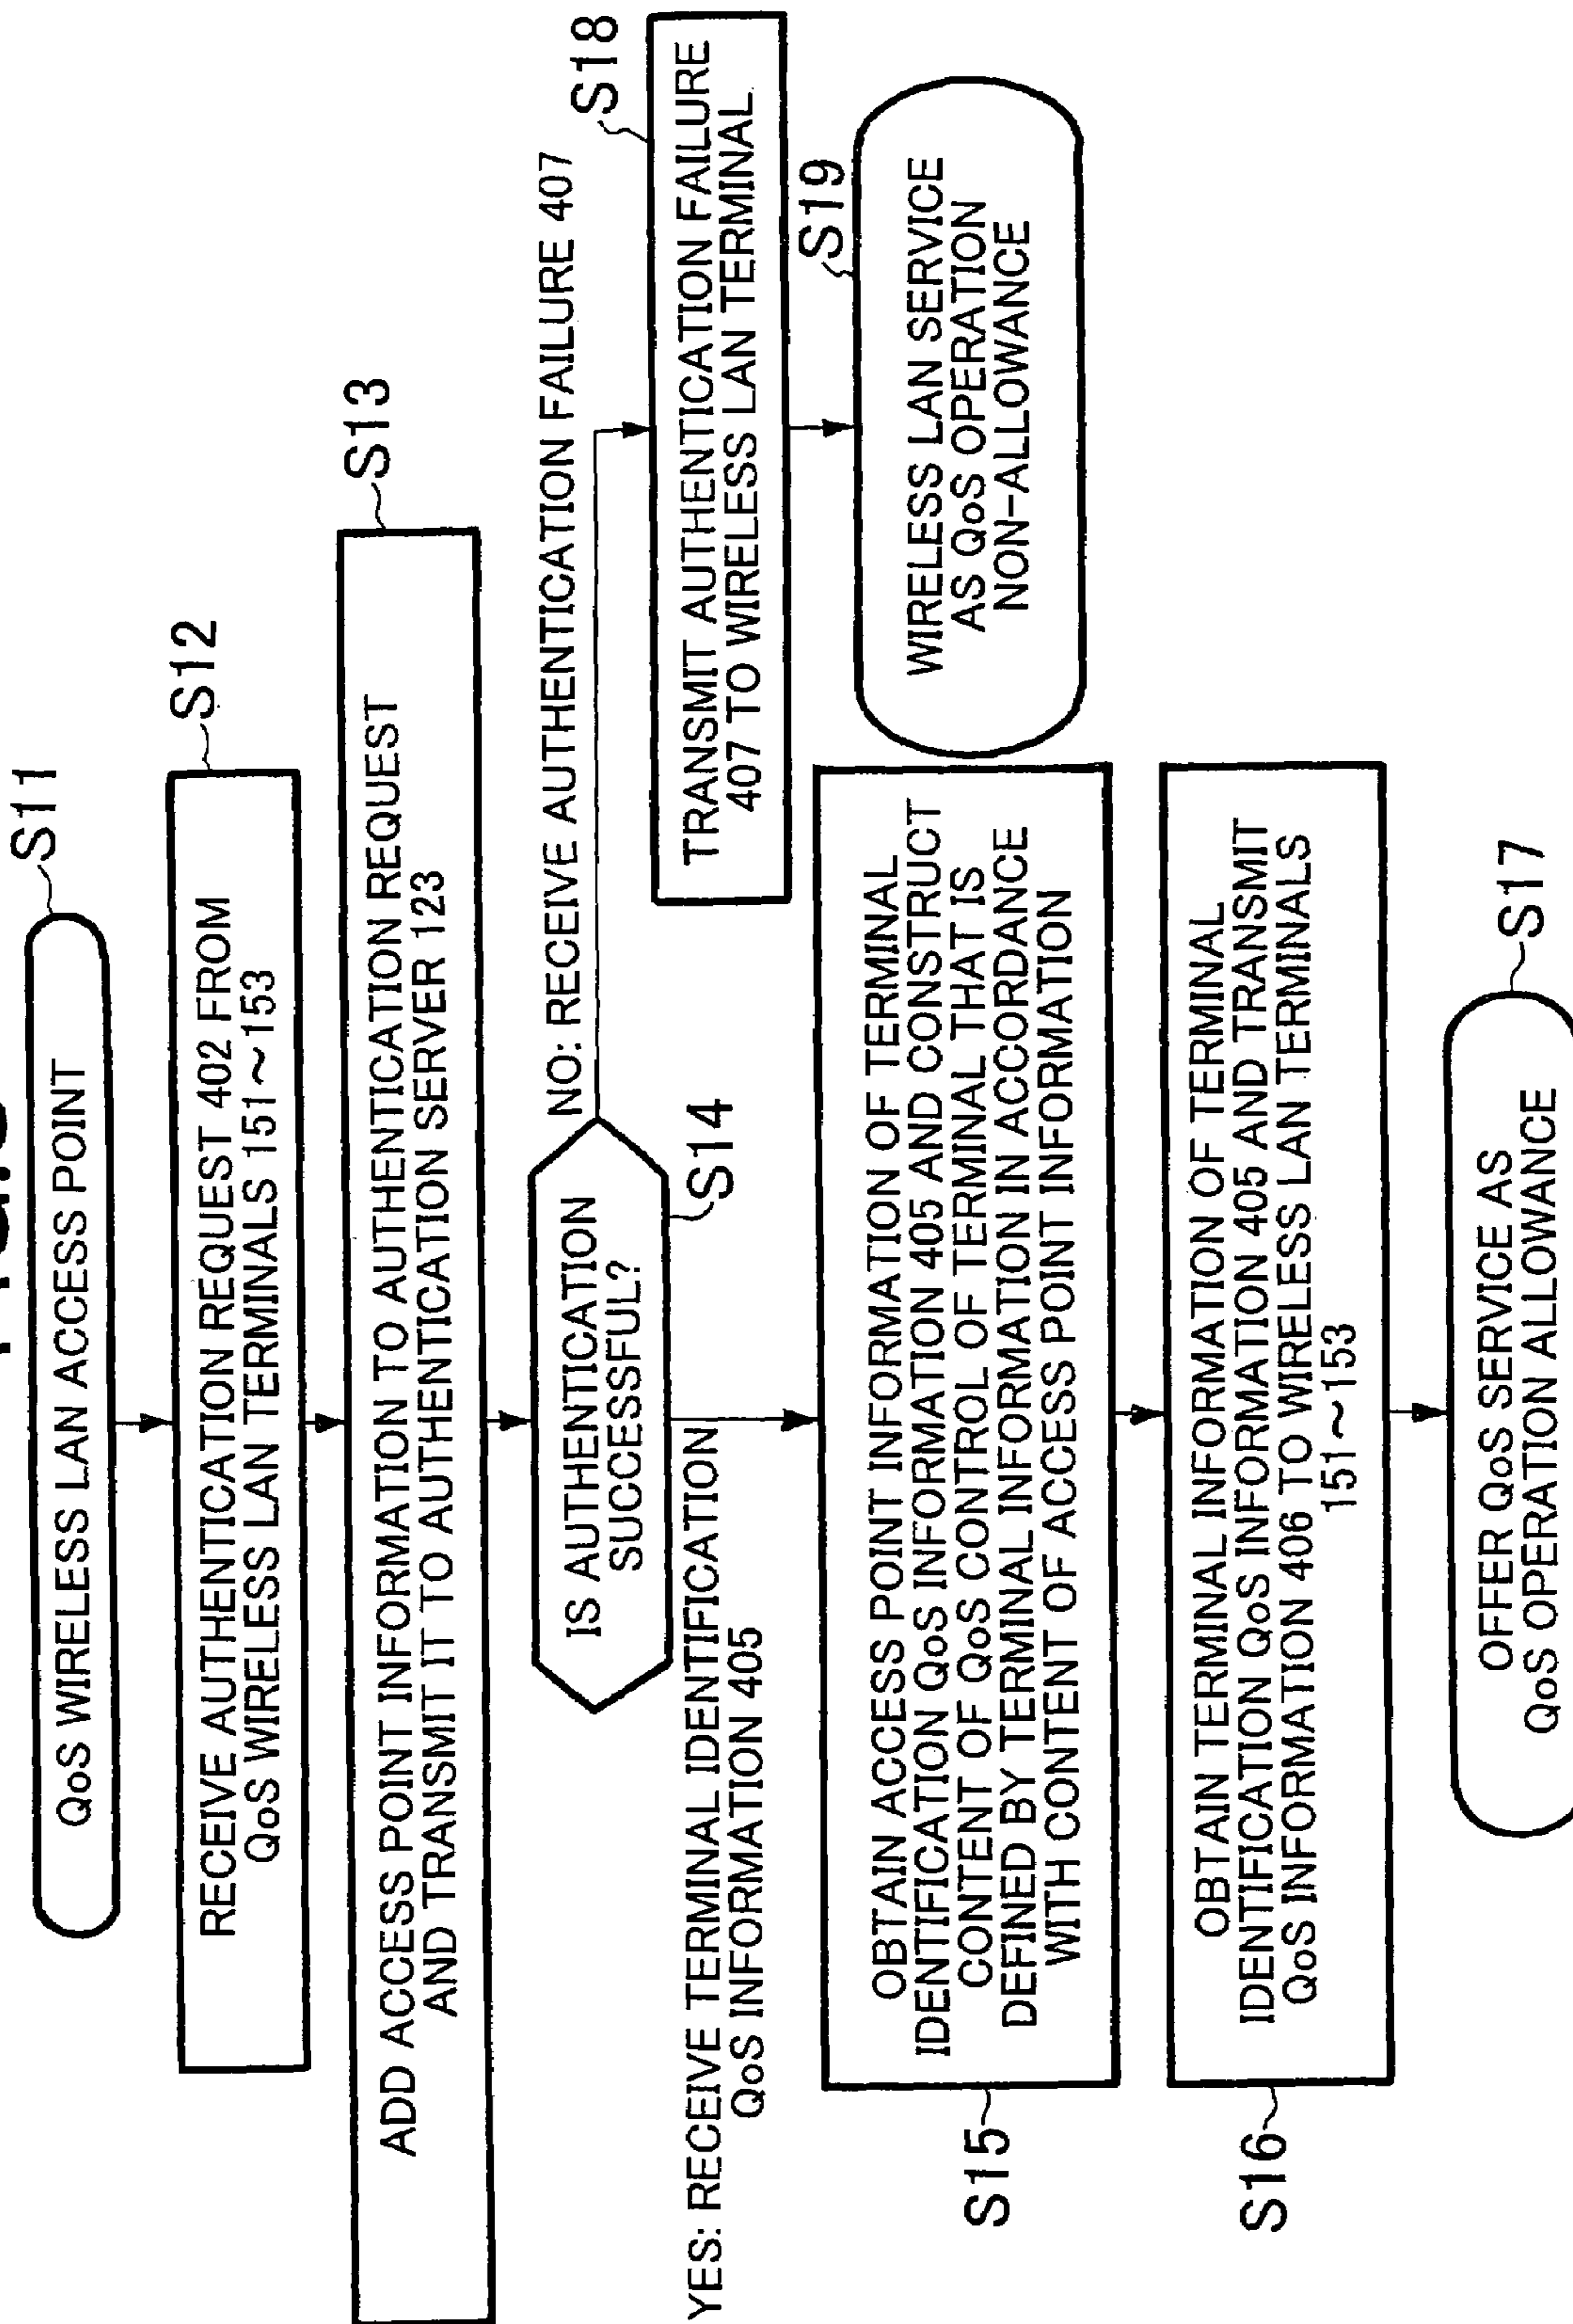 QoS WIRELESS LAN ACCESS POINT
S11
RECEIVE AUTHENTICATION REQUEST 402 FROM
QoS WIRELESS LAN TERMINALS 151~153
S12
ADD ACCESS POINT INFORMATION TO AUTHENTICATION REQUEST
AND TRANSMIT IT TO AUTHENTICATION SERVER 123
S13
IS AUTHENTICATION
SUCCESSFUL?
S14
NO: RECEIVE AUTHENTICATION FAILURE 407
YES: RECEIVE TERMINAL IDENTIFICATION
QoS INFORMATION 405
TRANSMIT AUTHENTICATION FAILURE
407 TO WIRELESS LAN TERMINAL
S18
WIRELESS LAN SERVICE
AS QoS OPERATION
NON-ALLOWANCE
S19
OBTAIN ACCESS POINT INFORMATION OF TERMINAL
IDENTIFICATION QoS INFORMATION 405 AND CONSTRUCT
CONTENT OF QoS CONTROL OF TERMINAL THAT IS
DEFINED BY TERMINAL INFORMATION IN ACCORDANCE
WITH CONTENT OF ACCESS POINT INFORMATION
S15
OBTAIN TERMINAL INFORMATION OF TERMINAL
IDENTIFICATION QoS INFORMATION 405 AND TRANSMIT
QoS INFORMATION 406 TO WIRELESS LAN TERMINALS
151~153
S16
OFFER QoS SERVICE AS
QoS OPERATION ALLOWANCE
S17